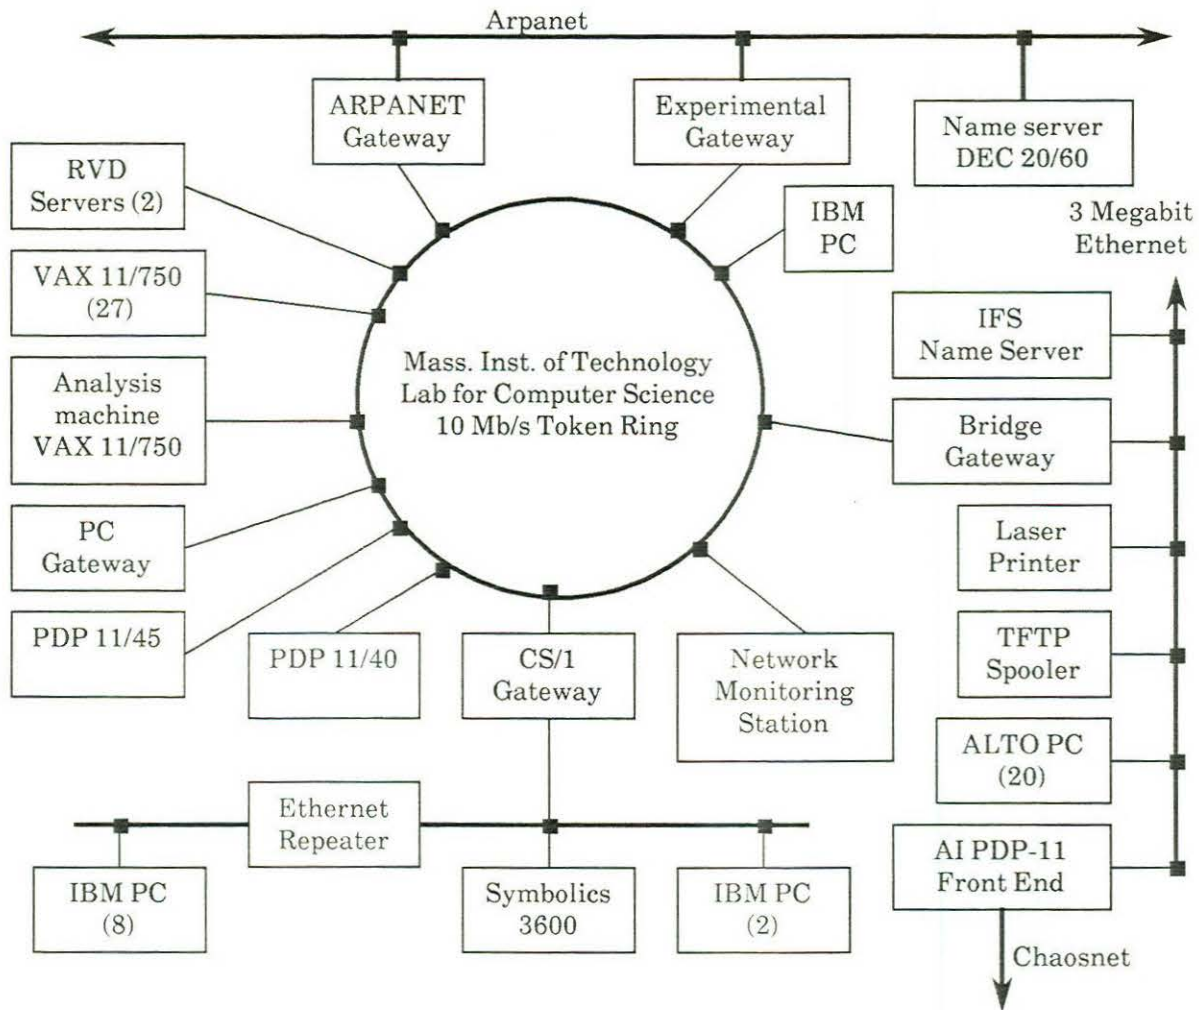 Arpanet
ARPANET
Gateway
Experimental
Gateway
Name server
DEC 20/60
RVD
Servers (2)
IBM
PC
3 Megabit
Ethernet
VAX 11/750
(27)
IFS
Name Server
Mass. Inst. of Technology
Lab for Computer Science
10 Mb/s Token Ring
Analysis
machine
VAX 11/750
Bridge
Gateway
PC
Gateway
Laser
Printer
PDP 11/45
PDP 11/40
CS/1
Gateway
Network
Monitoring
Station
TFTP
Spooler
ALTO PC
(20)
Ethernet
Repeater
AI PDP-11
Front End
IBM PC
(8)
Symbolics
3600
IBM PC
(2)
Chaosnet